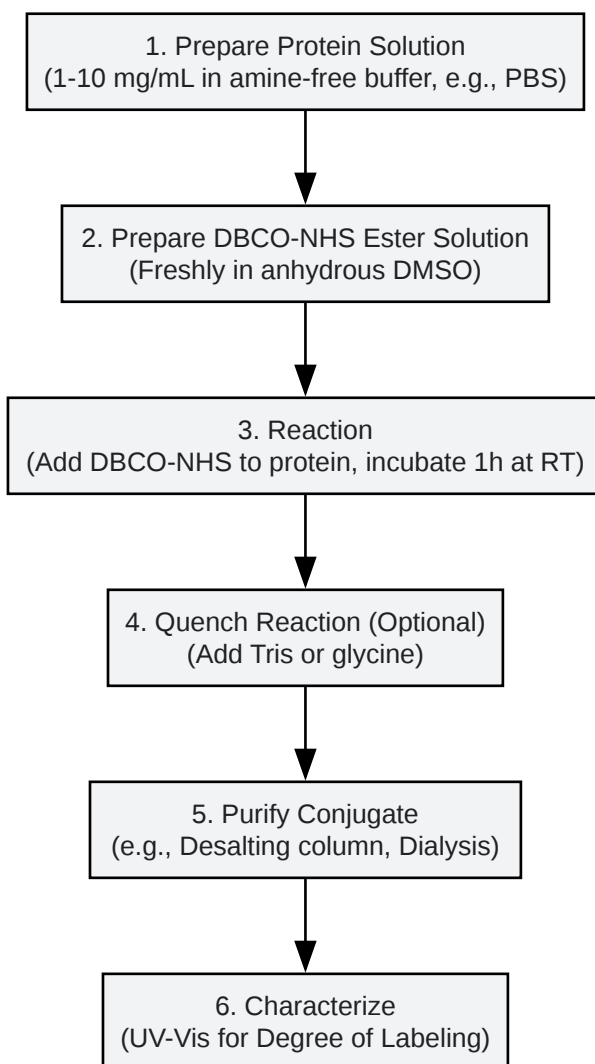 1. Prepare Protein Solution
(1-10 mg/mL in amine-free buffer, e.g., PBS)
2. Prepare DBCO-NHS Ester Solution
(Freshly in anhydrous DMSO)
3. Reaction
(Add DBCO-NHS to protein, incubate 1h at RT)
4. Quench Reaction (Optional)
(Add Tris or glycine)
5. Purify Conjugate
(e.g., Desalting column, Dialysis)
6. Characterize
(UV-Vis for Degree of Labeling)